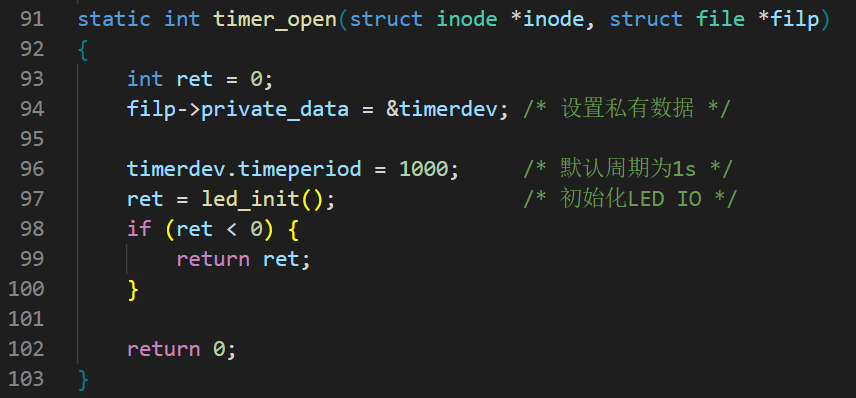 91 static int timer_open(struct inode *inode, struct file *filp)
92 {
93     int ret = 0;
94     filp->private_data = &timerdev; /* 设置私有数据 */
95
96     timerdev.timeperiod = 1000;     /* 默认周期为1s */
97     ret = led_init();               /* 初始化LED IO */
98     if (ret < 0) {
99         return ret;
100     }
101
102     return 0;
103 }